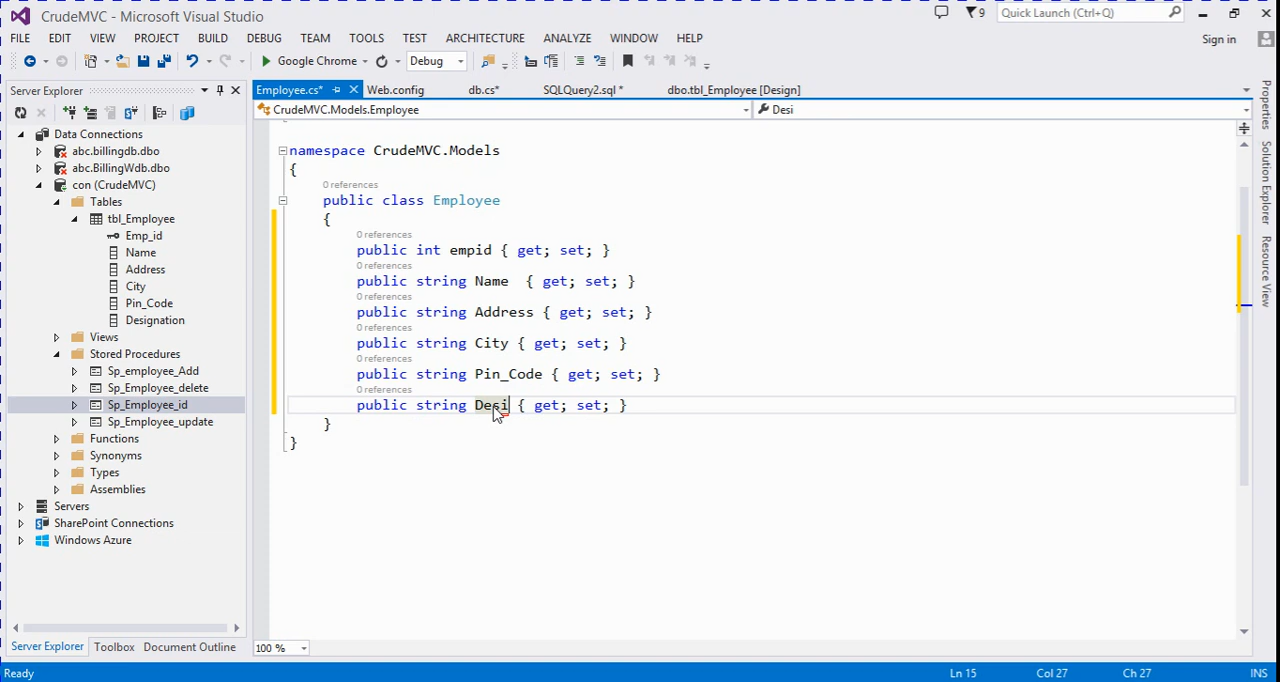 CrudeMVC - Microsoft Visual Studio
9
Quick Launch (Ctrl+Q)
FILE EDIT VIEW PROJECT BUILD DEBUG TEAM TOOLS TEST ARCHITECTURE ANALYZE WINDOW HELP
Sign in
Google Chrome
Debug
Server Explorer
Employee.cs*
Web.config
db.cs*
SQLQuery2.sql *
dbo.tbl_Employee [Design]
CrudeMVC.Models.Employee
Desi
Data Connections
abc.billingdb.dbo
abc.BillingWdb.dbo
con (CrudeMVC)
Tables
tbl_Employee
Emp_id
Name
Address
City
Pin_Code
Designation
Views
Stored Procedures
Sp_employee_Add
Sp_Employee_delete
Sp_Employee_id
Sp_Employee_update
Functions
Synonyms
Types
Assemblies
Servers
SharePoint Connections
Windows Azure
namespace CrudeMVC.Models
{
0 references
public class Employee
{
0 references
public int empid { get; set; }
0 references
public string Name  { get; set; }
0 references
public string Address { get; set; }
0 references
public string City { get; set; }
0 references
public string Pin_Code { get; set; }
0 references
public string Desi { get; set; }
}
}
Properties
Solution Explorer
Resource View
Server Explorer Toolbox Document Outline
100 %
Ready
Ln 15
Col 27
Ch 27
INS